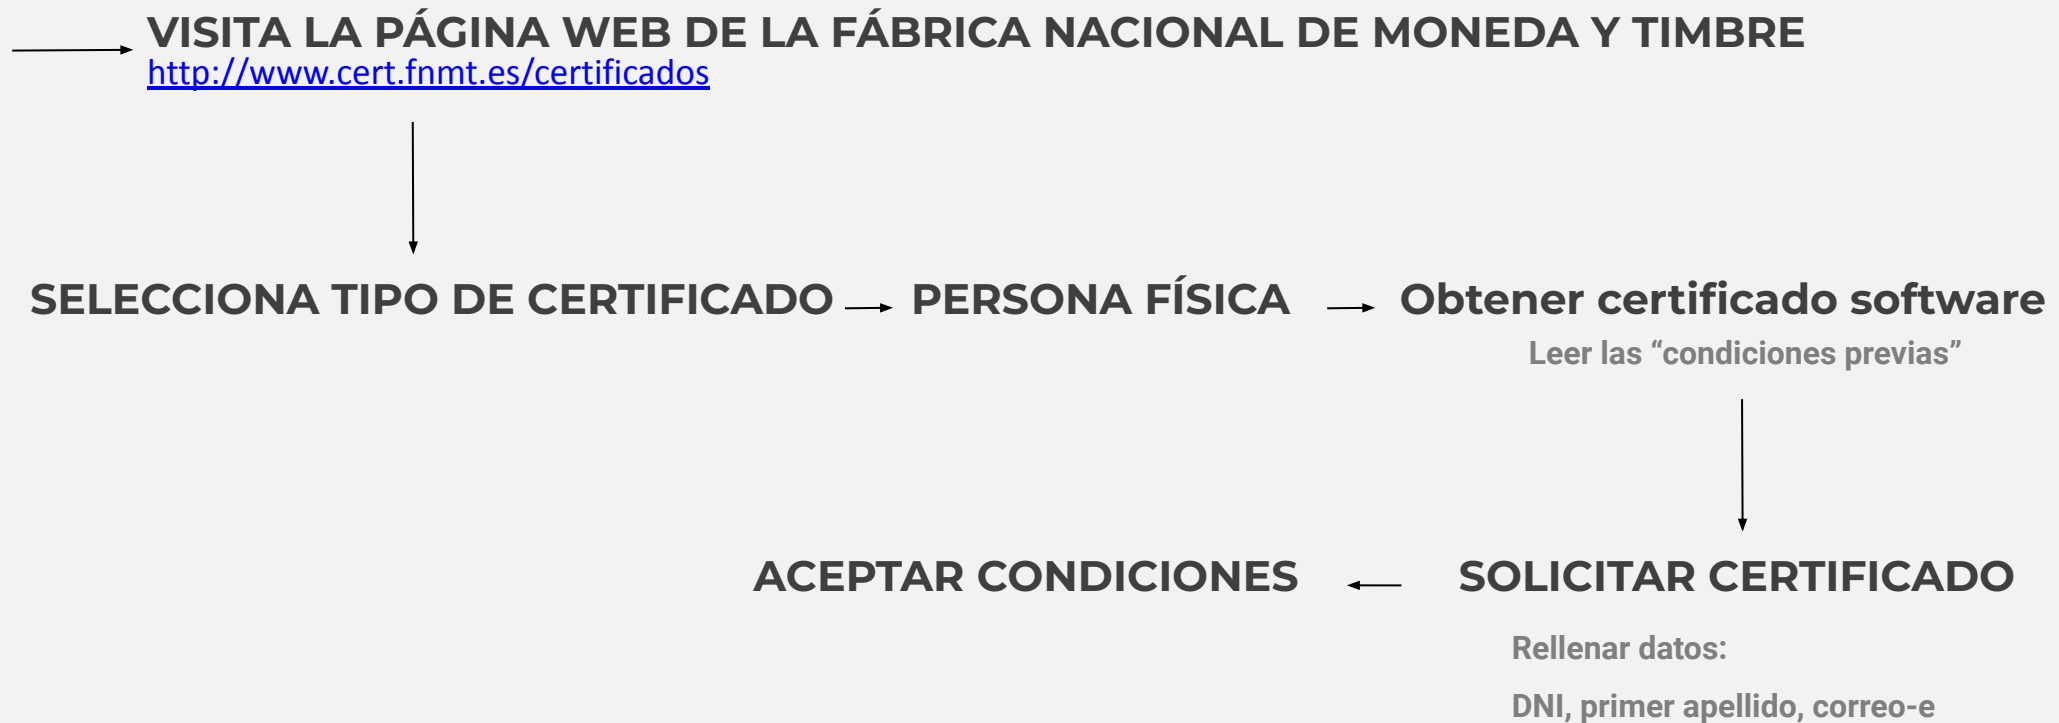 VISITA LA PÁGINA WEB DE LA FÁBRICA NACIONAL DE MONEDA Y TIMBRE
http://www.cert.fnmt.es/certificados
SELECCIONA TIPO DE CERTIFICADO
PERSONA FÍSICA
Obtener certificado software
Leer las “condiciones previas”
SOLICITAR CERTIFICADO
Rellenar datos:
DNI, primer apellido, correo-e
ACEPTAR CONDICIONES